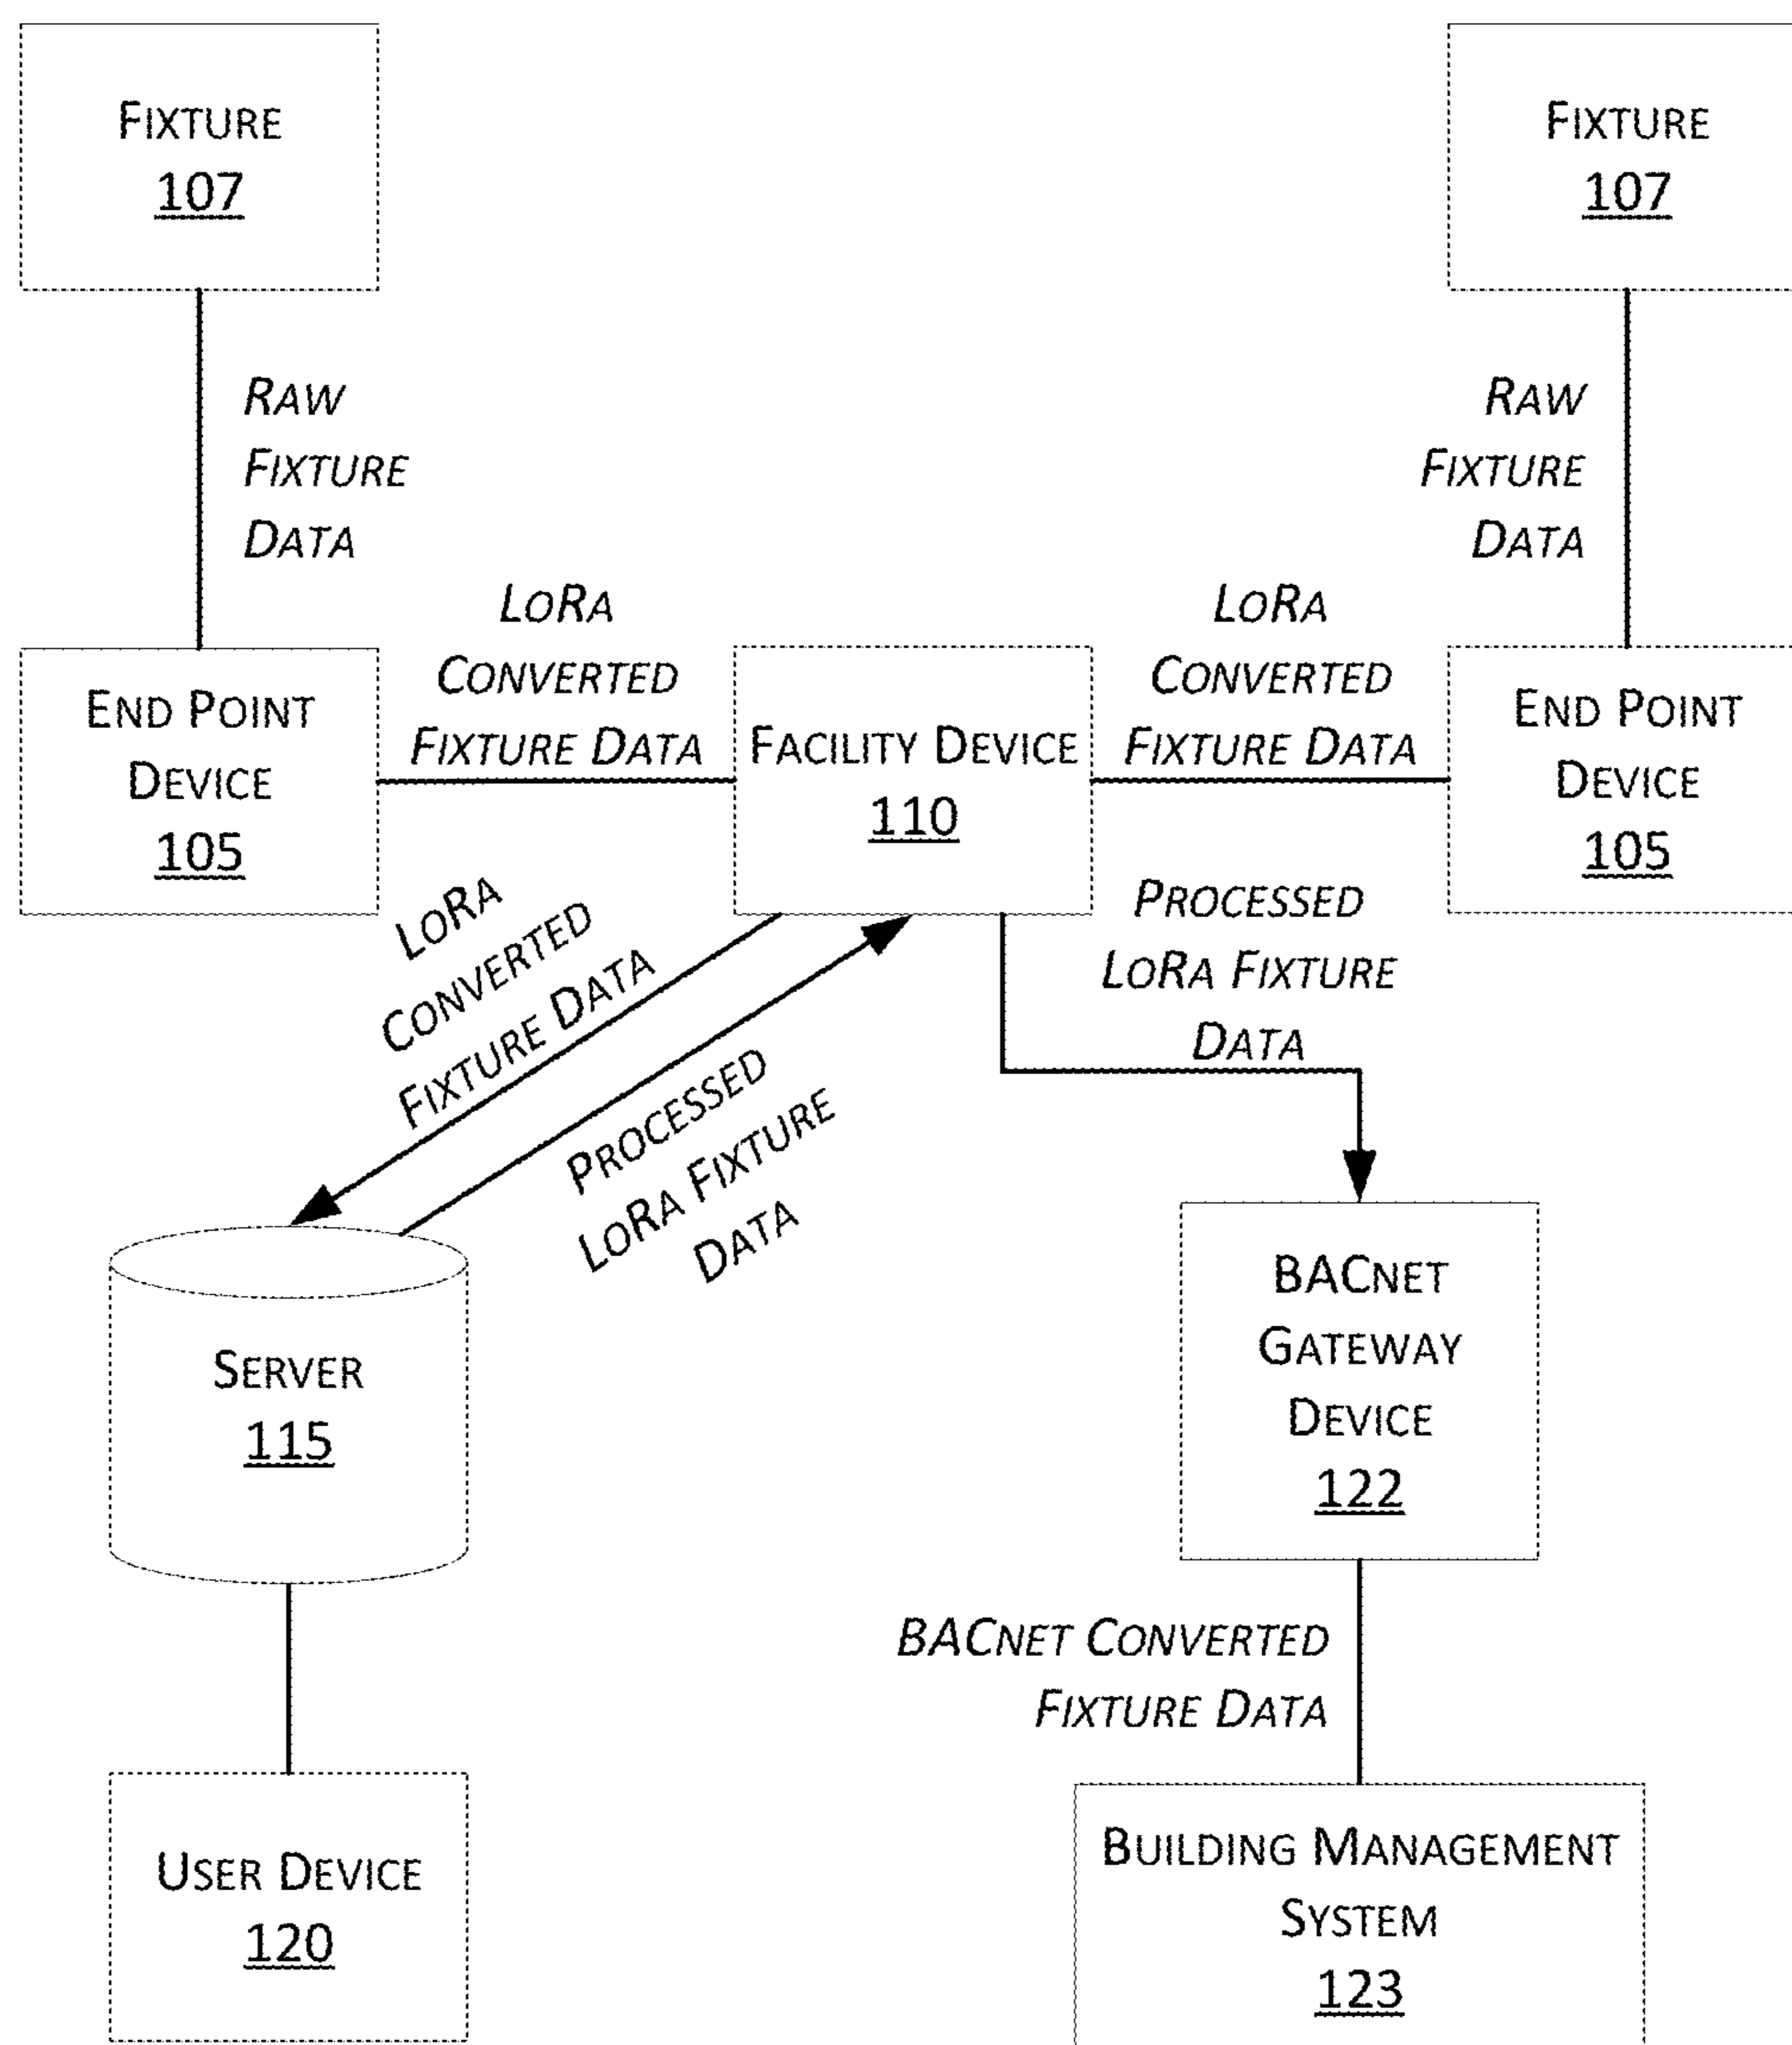 FIXTURE
107
FIXTURE
107
RAW
FIXTURE
DATA
RAW
FIXTURE
DATA
END POINT
DEVICE
105
LORA
CONVERTED
FIXTURE DATA
FACILITY DEVICE
110
LORA
CONVERTED
FIXTURE DATA
END POINT
DEVICE
105
LORA
CONVERTED
FIXTURE DATA
PROCESSED
LORA FIXTURE
DATA
PROCESSED
LORA FIXTURE
DATA
SERVER
115
BACNET
GATEWAY
DEVICE
122
BACNET CONVERTED
FIXTURE DATA
USER DEVICE
120
BUILDING MANAGEMENT
SYSTEM
123